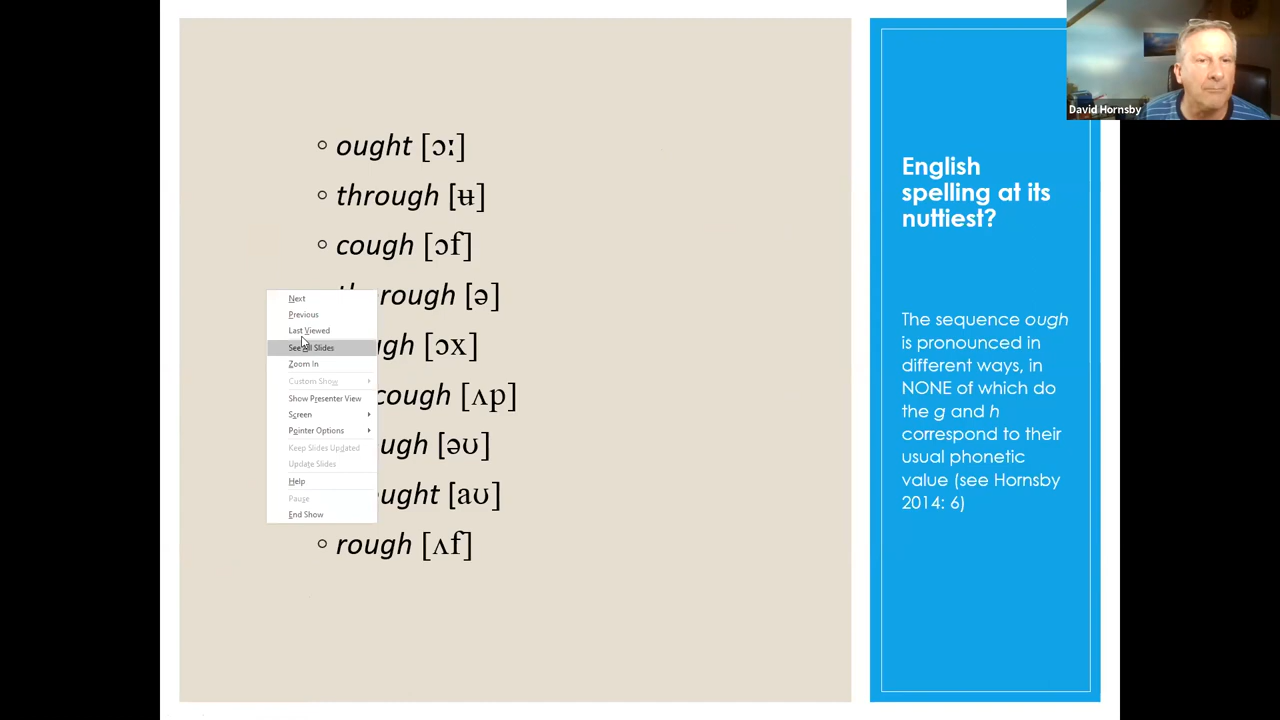 ought [ɔː]
through [ʉ]
cough [ɔf]
rough [ə]
ugh [ɔx]
cough [ʌp]
ugh [əʊ]
ught [aʊ]
rough [ʌf]
Next
Previous
Last Viewed
See All Slides
Zoom In
Custom Show
Show Presenter View
Screen
Pointer Options
Keep Slides Updated
Update Slides
Help
Pause
End Show
English
spelling at its
nuttiest?
The sequence ough
is pronounced in
different ways, in
NONE of which do
the g and h
correspond to their
usual phonetic
value (see Hornsby
2014: 6)
David Hornsby